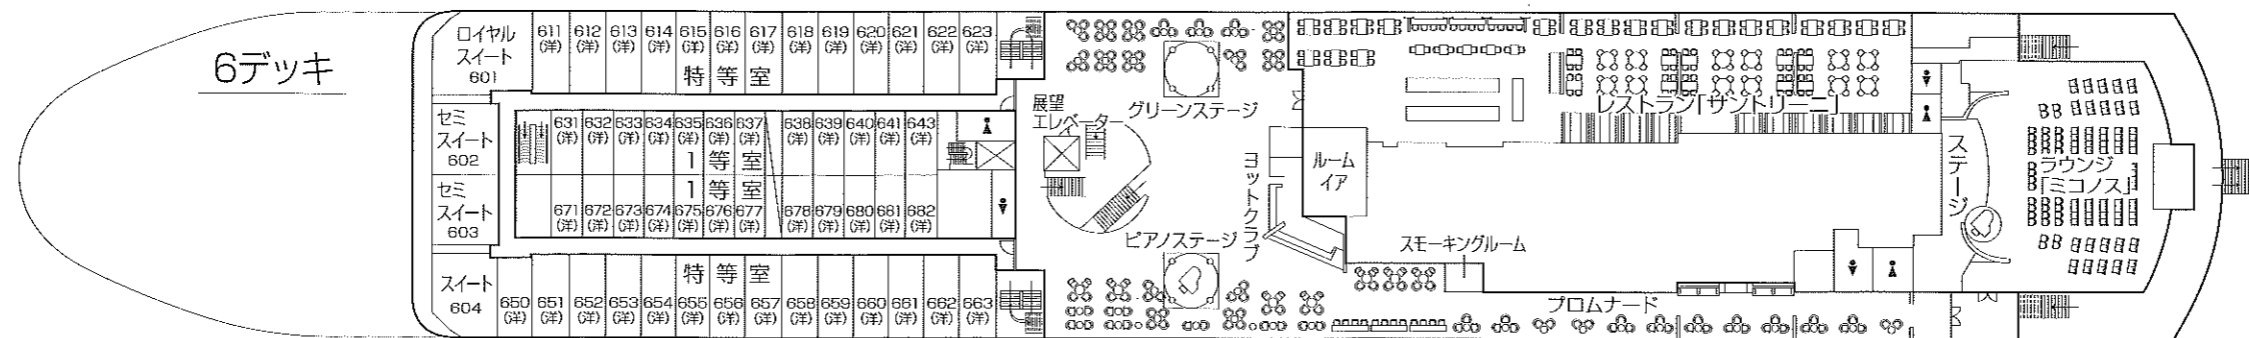 6デッキ
ロイヤル
スイート
601
611 612 613 614 615 616 617 618 619 620 621 622 623
(洋) (洋) (洋) (洋) (洋) (洋) (洋) (洋) (洋) (洋) (洋) (洋) (洋)
特等室
セミ
スイート
602
631 632 633 634 635 636 637 638 639 640 641 643
(洋) (洋) (洋) (洋) (洋) (洋) (洋) (洋) (洋) (洋) (洋) (洋)
1等室
1等室
セミ
スイート
603
671 672 673 674 675 676 677 678 679 680 681 682
(洋) (洋) (洋) (洋) (洋) (洋) (洋) (洋) (洋) (洋) (洋) (洋)
スイート
604
特等室
650 651 652 653 654 655 656 657 658 659 660 661 662 663
(洋) (洋) (洋) (洋) (洋) (洋) (洋) (洋) (洋) (洋) (洋) (洋) (洋) (洋)
展望
エレベーター
グリーンステージ
ピアノステージ
ヨットクラブ
ルーム
イア
スモーキングルーム
レストラン「サントリーニ」
プロムナード
ステージ
ラウンジ
「ミコノス」